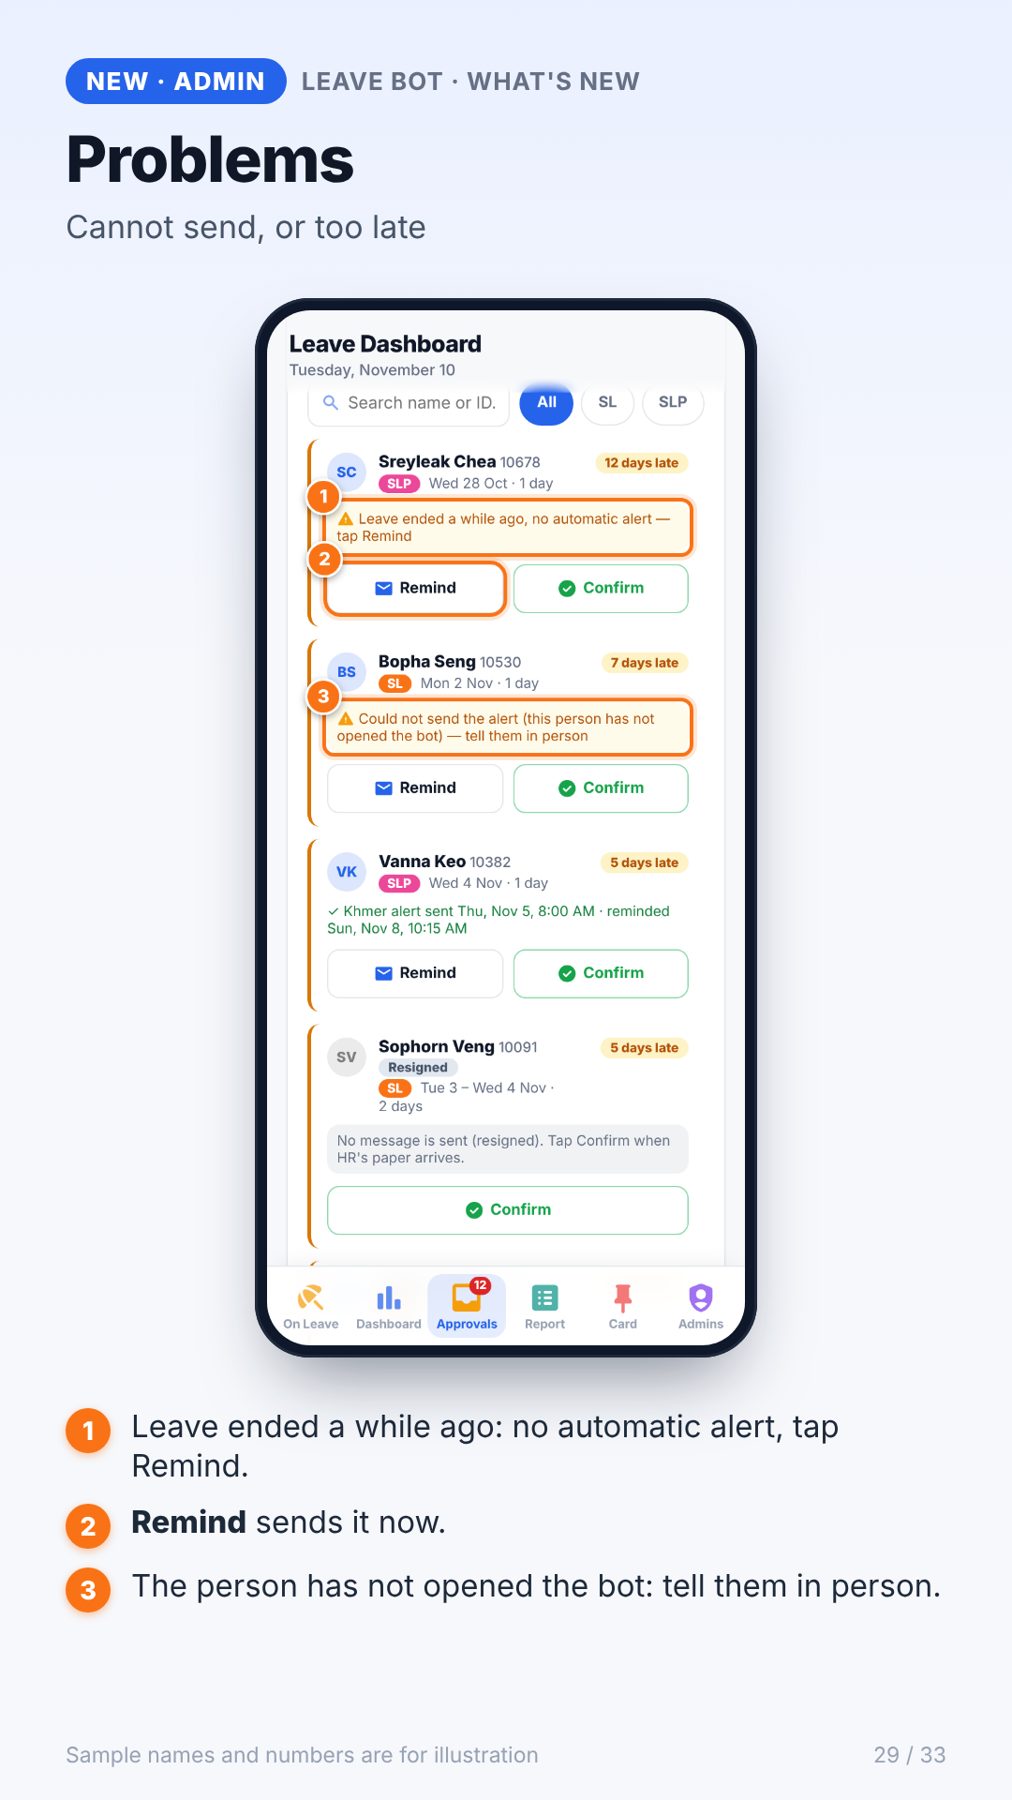 NEW · ADMIN LEAVE BOT · WHAT'S NEW
Problems
Cannot send, or too late
Leave Dashboard
Tuesday, November 10
Search name or ID.
All
SL
SLP
SC
Sreyleak Chea 10678
12 days late
SLP Wed 28 Oct · 1 day
1
Leave ended a while ago, no automatic alert —
tap Remind
2
Remind
Confirm
BS
Bopha Seng 10530
7 days late
SL Mon 2 Nov · 1 day
3
Could not send the alert (this person has not
opened the bot) — tell them in person
Remind
Confirm
VK
Vanna Keo 10382
5 days late
SLP Wed 4 Nov · 1 day
✓ Khmer alert sent Thu, Nov 5, 8:00 AM · reminded
Sun, Nov 8, 10:15 AM
Remind
Confirm
SV
Sophorn Veng 10091
5 days late
Resigned
SL Tue 3 – Wed 4 Nov ·
2 days
No message is sent (resigned). Tap Confirm when
HR's paper arrives.
Confirm
12
On Leave
Dashboard
Approvals
Report
Card
Admins
1 Leave ended a while ago: no automatic alert, tap
Remind.
2 Remind sends it now.
3 The person has not opened the bot: tell them in person.
Sample names and numbers are for illustration
29 / 33